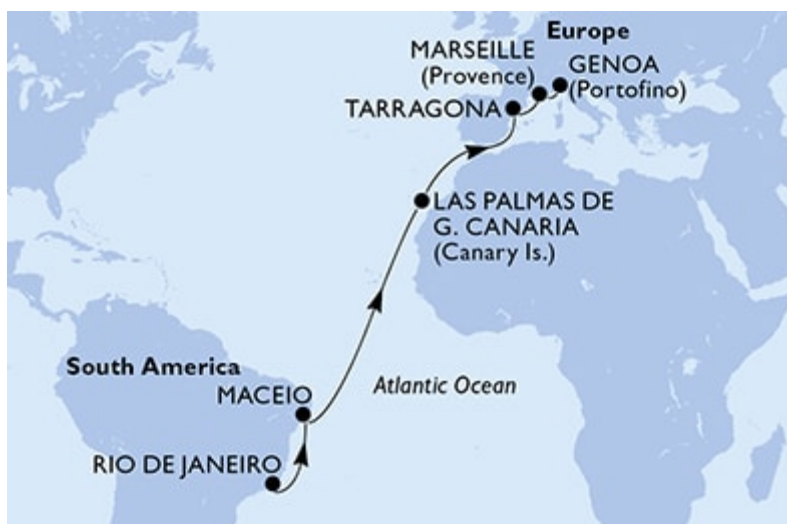 Europe
MARSEILLE
(Provence)
GENOA
(Portofino)
TARRAGONA
LAS PALMAS DE
G. CANARIA
(Canary Is.)
South America
Atlantic Ocean
MACEIO
RIO DE JANEIRO